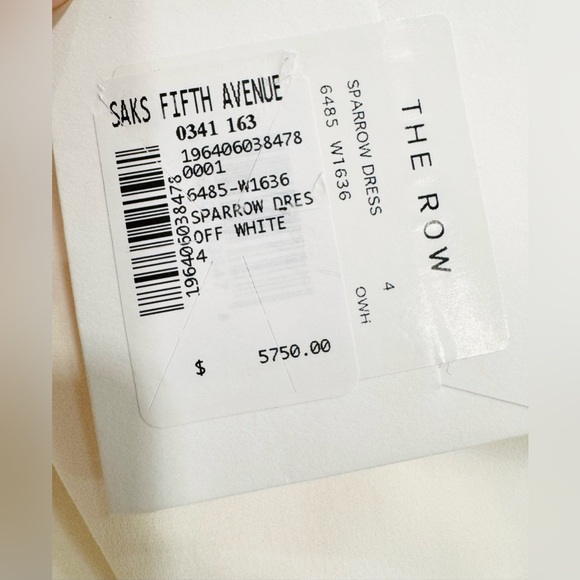 SAKS FIFTH AVENUE
0341 163
196406038478
0001
6485-W1636
SPARROW DRES
OFF WHITE
4
196406038478
$ 5750.00
THE ROW
SPARROW DRESS
6485 W1636
4
OWH